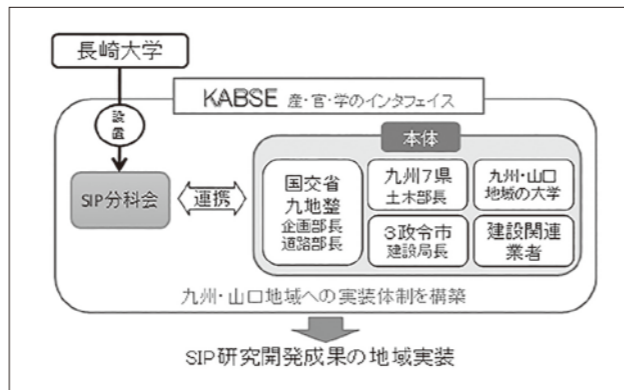 長崎大学
KABSE 産・官・学のインタフェイス
設置
本体
SIP分科会
連携
国交省
九地整
企画部長
道路部長
九州7県
土木部長
九州・山口
地域の大学
3政令市
建設局長
建設関連
業者
九州・山口地域への実装体制を構築
SIP研究開発成果の地域実装